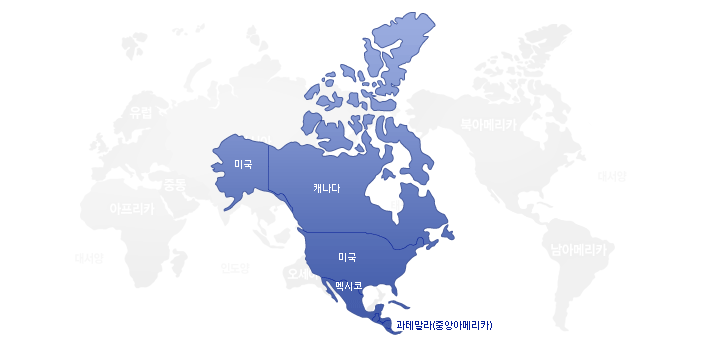 유럽
북아메리카
미국
캐나다
대서양
중동
아프리카
남아메리카
미국
대서양
인도양
오세
멕시코
과테말라(중앙아메리카)